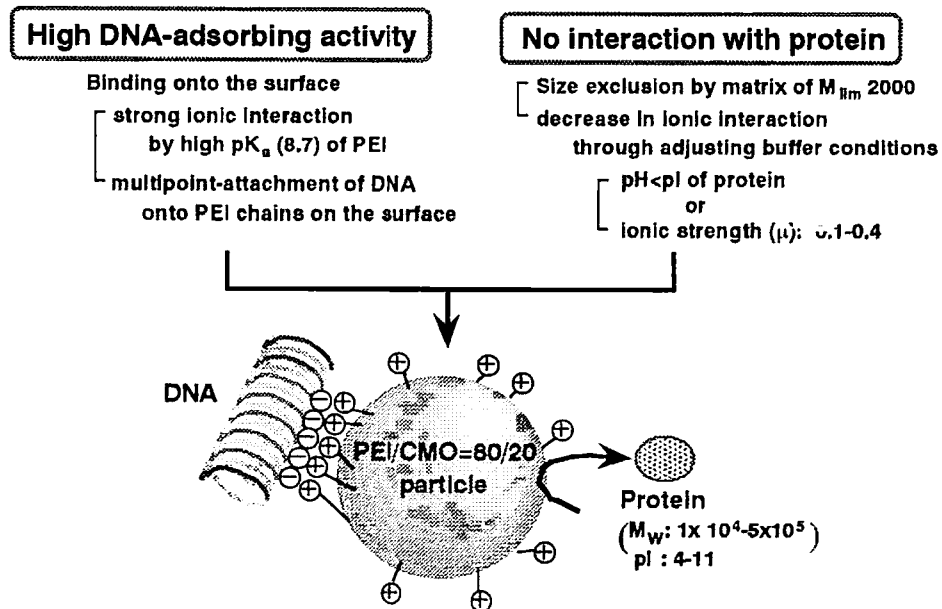 High DNA-adsorbing activity
Binding onto the surface
strong ionic interaction
by high pKa (8.7) of PEI
multipoint-attachment of DNA
onto PEI chains on the surface
No interaction with protein
Size exclusion by matrix of Mlim 2000
decrease in ionic interaction
through adjusting buffer conditions
pH<pI of protein
or
ionic strength (μ): 0.1-0.4
DNA
PEI/CMO=80/20
particle
Protein
(Mw: 1x 10⁴-5x10⁵)
pI : 4-11